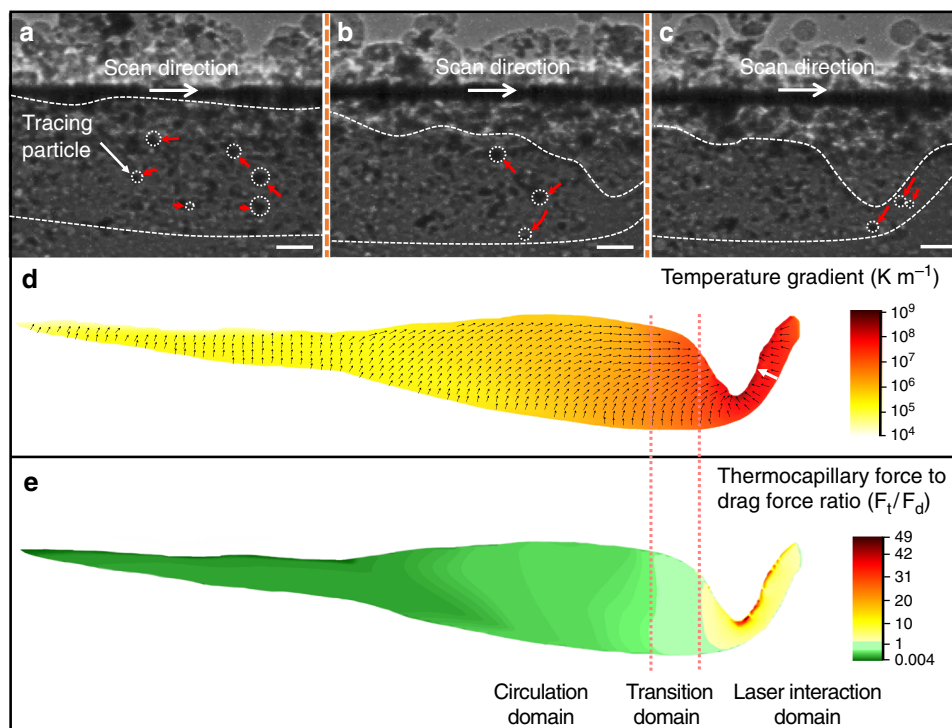 a
Scan direction
Tracing
particle
b
Scan direction
c
Scan direction
d
Temperature gradient (K m⁻¹)
10⁹
10⁸
10⁷
10⁶
10⁵
10⁴
e
Thermocapillary force to
drag force ratio (Fₜ/F_d)
49
31
20
10
1
0.004
Circulation
domain
Transition
domain
Laser interaction
domain